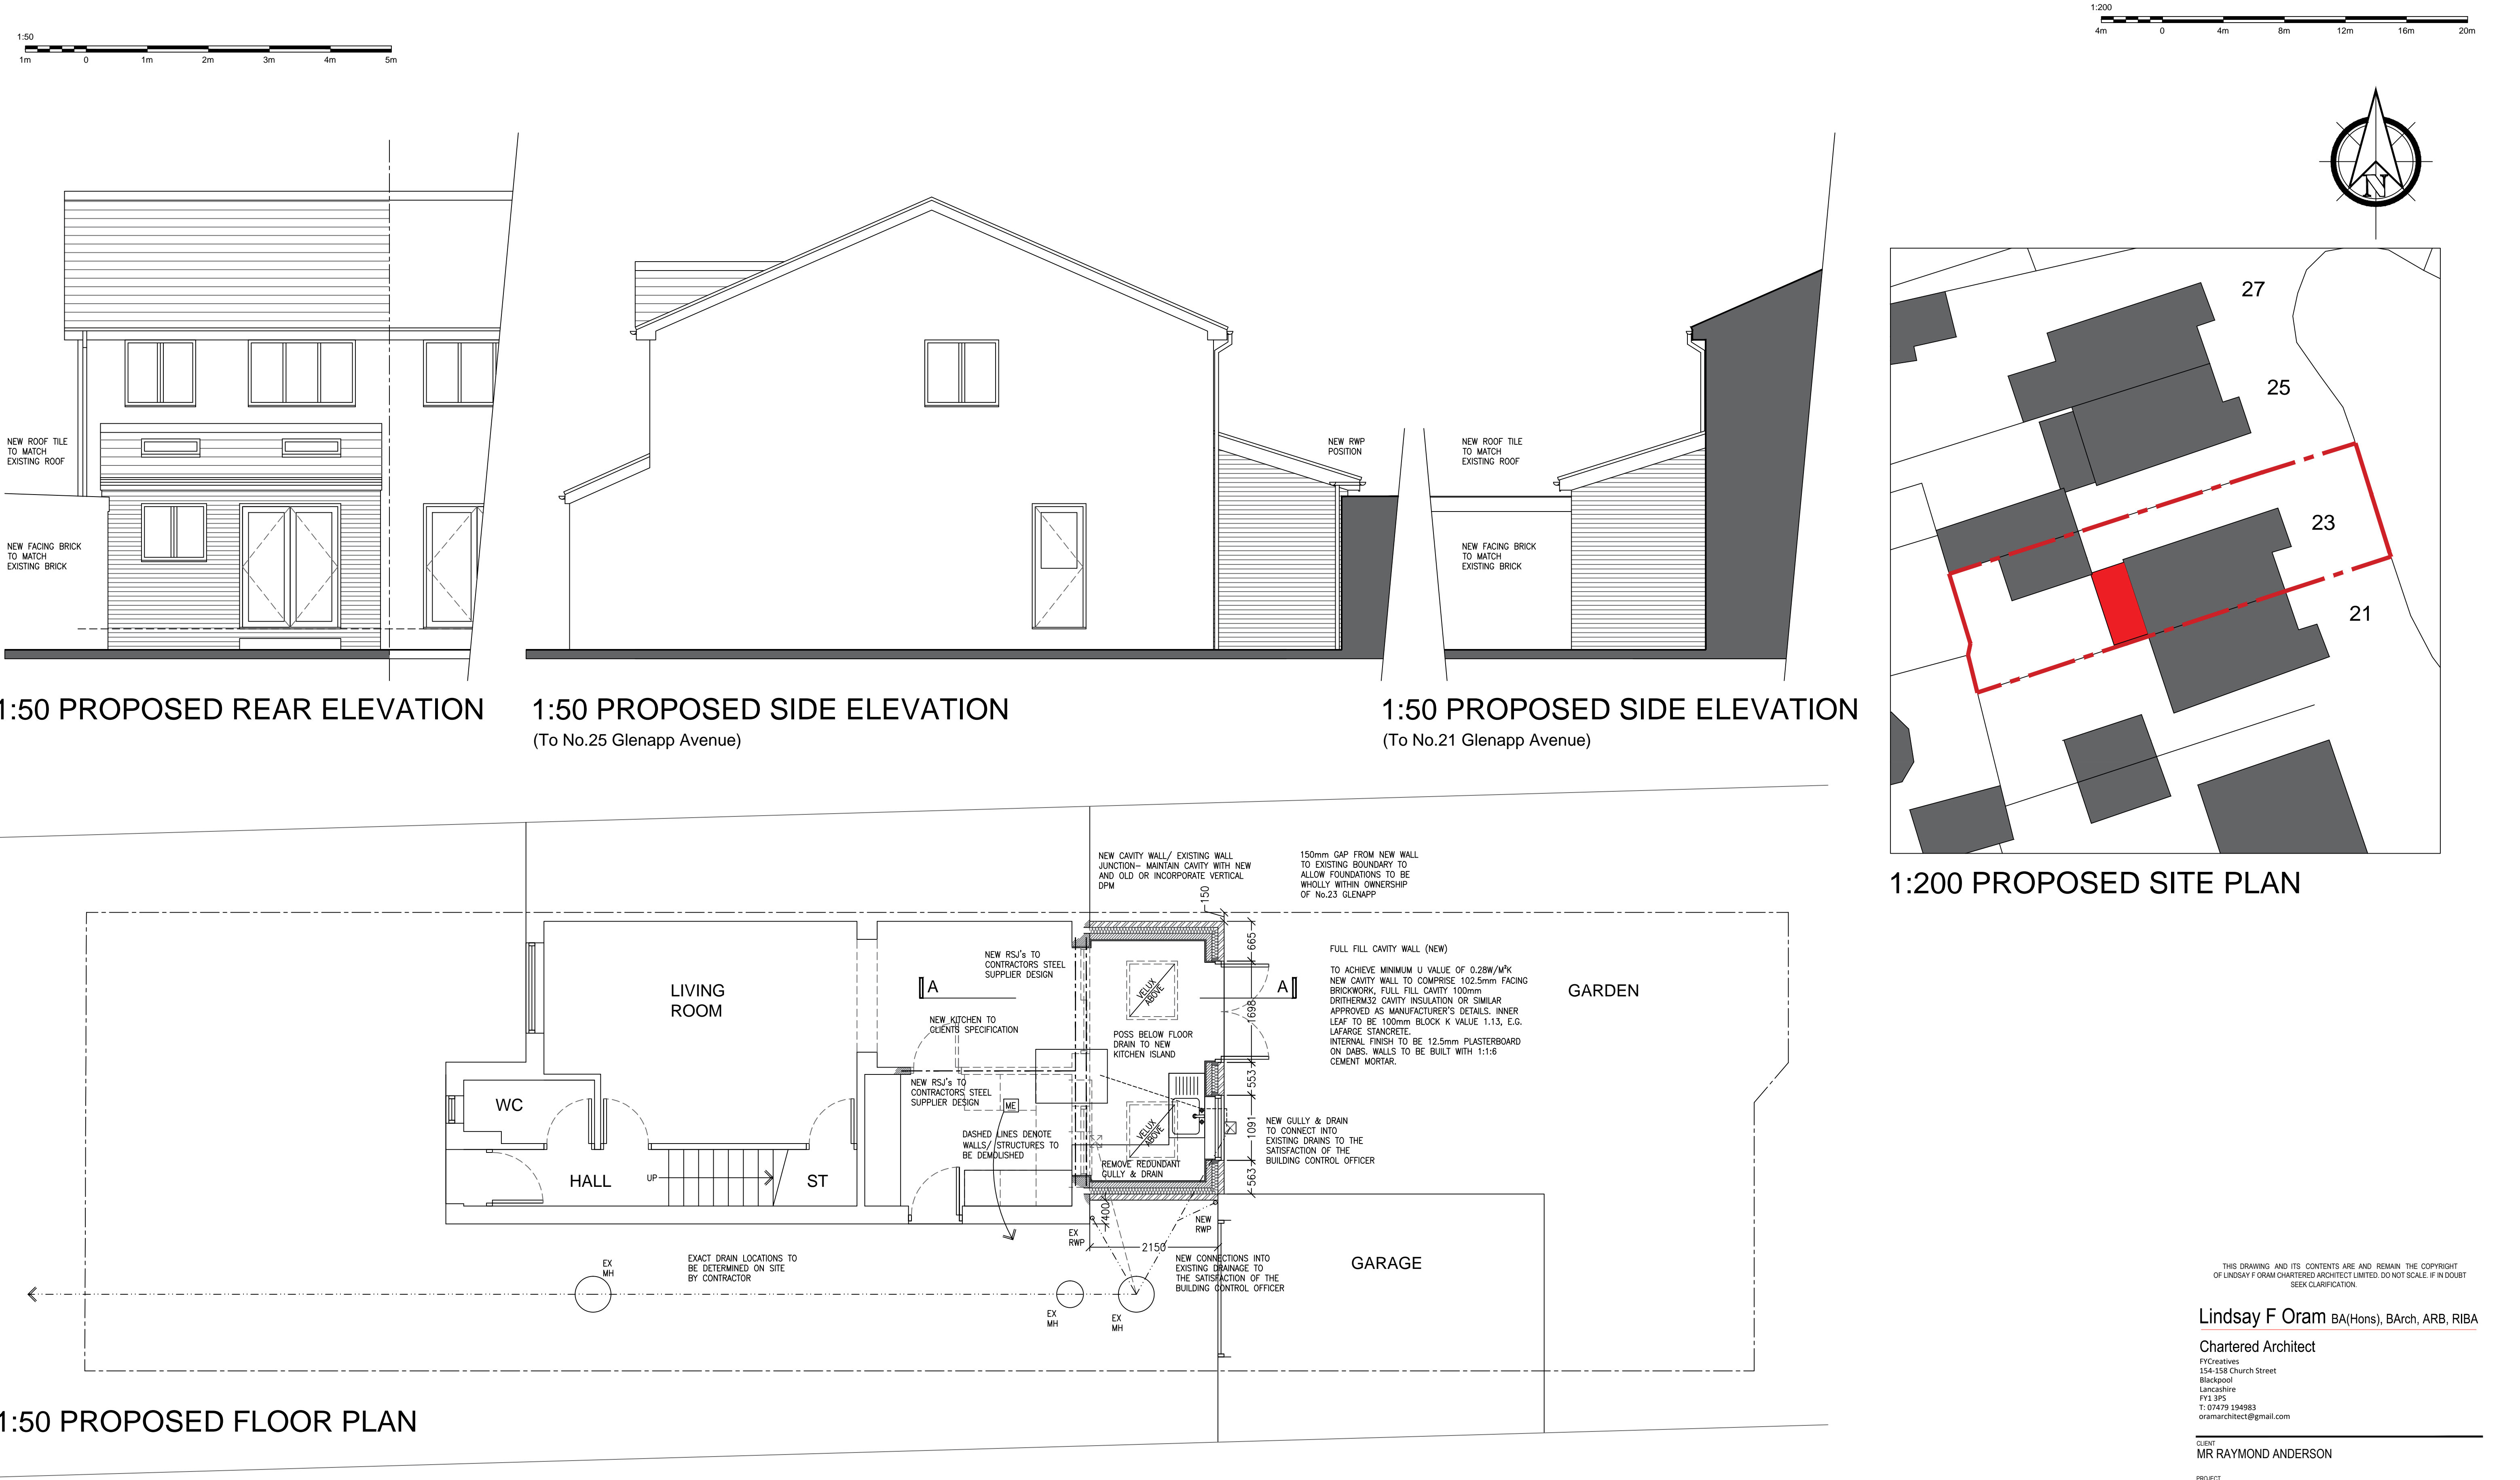 1:50
1m 0 1m 2m 3m 4m 5m
1:200
4m 0 4m 8m 12m 16m 20m
N
NEW ROOF TILE
TO MATCH
EXISTING ROOF
NEW FACING BRICK
TO MATCH
EXISTING BRICK
1:50 PROPOSED REAR ELEVATION
1:50 PROPOSED SIDE ELEVATION
(To No.25 Glenapp Avenue)
NEW RWP
POSITION
NEW ROOF TILE
TO MATCH
EXISTING ROOF
NEW FACING BRICK
TO MATCH
EXISTING BRICK
1:50 PROPOSED SIDE ELEVATION
(To No.21 Glenapp Avenue)
27
25
23
21
1:200 PROPOSED SITE PLAN
NEW CAVITY WALL/ EXISTING WALL
JUNCTION- MAINTAIN CAVITY WITH NEW
AND OLD OR INCORPORATE VERTICAL
DPM
150mm GAP FROM NEW WALL
TO EXISTING BOUNDARY TO
ALLOW FOUNDATIONS TO BE
WHOLLY WITHIN OWNERSHIP
OF No.23 GLENAPP
150
665
1698
553
1091
563
400
2150
NEW RSJ's TO
CONTRACTORS STEEL
SUPPLIER DESIGN
A
A
LIVING
ROOM
NEW KITCHEN TO
CLIENTS SPECIFICATION
VELUX
ABOVE
POSS BELOW FLOOR
DRAIN TO NEW
KITCHEN ISLAND
FULL FILL CAVITY WALL (NEW)
TO ACHIEVE MINIMUM U VALUE OF 0.28W/M²K
NEW CAVITY WALL TO COMPRISE 102.5mm FACING
BRICKWORK, FULL FILL CAVITY 100mm
DRITHERM32 CAVITY INSULATION OR SIMILAR
APPROVED AS MANUFACTURER'S DETAILS. INNER
LEAF TO BE 100mm BLOCK K VALUE 1.13, E.G.
LAFARGE STANCRETE.
INTERNAL FINISH TO BE 12.5mm PLASTERBOARD
ON DABS. WALLS TO BE BUILT WITH 1:1:6
CEMENT MORTAR.
GARDEN
NEW RSJ's TO
CONTRACTORS STEEL
SUPPLIER DESIGN
WC
ME
VELUX
ABOVE
DASHED LINES DENOTE
WALLS/ STRUCTURES TO
BE DEMOLISHED
NEW GULLY & DRAIN
TO CONNECT INTO
EXISTING DRAINS TO THE
SATISFACTION OF THE
BUILDING CONTROL OFFICER
REMOVE REDUNDANT
GULLY & DRAIN
HALL
UP
ST
EX
RWP
NEW
RWP
EXACT DRAIN LOCATIONS TO
BE DETERMINED ON SITE
BY CONTRACTOR
EX
MH
EX
MH
EX
MH
NEW CONNECTIONS INTO
EXISTING DRAINAGE TO
THE SATISFACTION OF THE
BUILDING CONTROL OFFICER
GARAGE
1:50 PROPOSED FLOOR PLAN
THIS DRAWING AND ITS CONTENTS ARE AND REMAIN THE COPYRIGHT
OF LINDSAY F ORAM CHARTERED ARCHITECT LIMITED. DO NOT SCALE. IF IN DOUBT
SEEK CLARIFICATION.
Lindsay F Oram BA(Hons), BArch, ARB, RIBA
Chartered Architect
FYCreatives
154-158 Church Street
Blackpool
Lancashire
FY1 3PS
T: 07479 194983
oramarchitect@gmail.com
CLIENT
MR RAYMOND ANDERSON
PROJECT